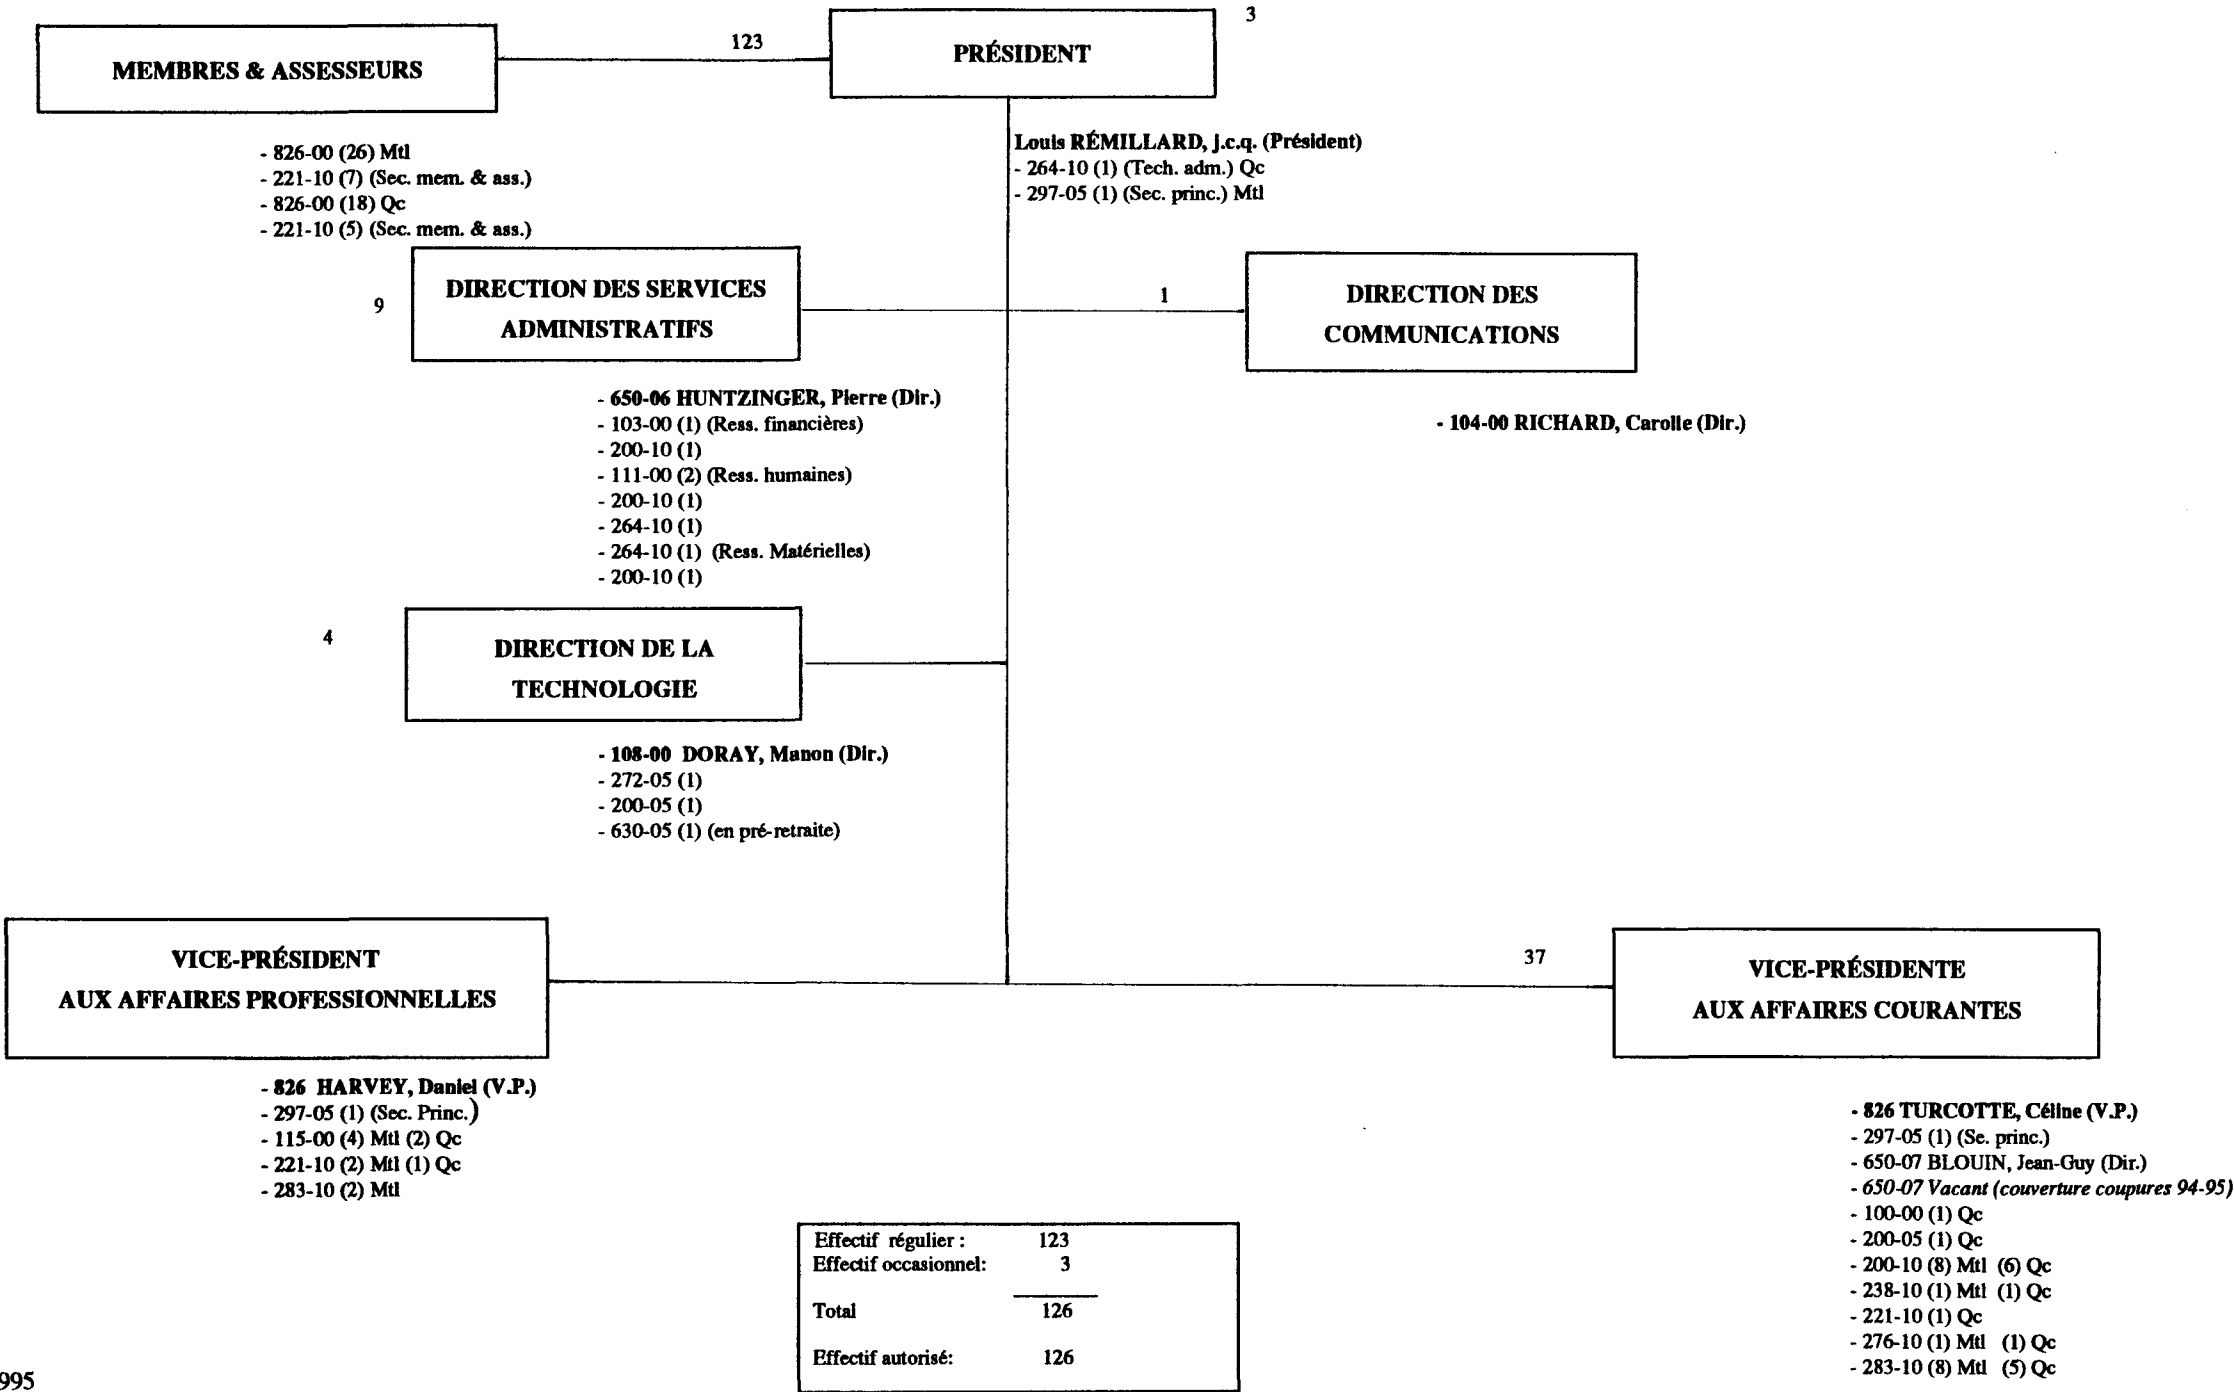 3
123
MEMBRES & ASSESSEURS
PRÉSIDENT
- 826-00 (26) Mtl
- 221-10 (7) (Sec. mem. & ass.)
- 826-00 (18) Qc
- 221-10 (5) (Sec. mem. & ass.)
Louis RÉMILLARD, j.c.q. (Président)
- 264-10 (1) (Tech. adm.) Qc
- 297-05 (1) (Sec. princ.) Mtl
9
DIRECTION DES SERVICES
ADMINISTRATIFS
1
DIRECTION DES
COMMUNICATIONS
- 650-06 HUNTZINGER, Pierre (Dir.)
- 103-00 (1) (Ress. financières)
- 200-10 (1)
- 111-00 (2) (Ress. humaines)
- 200-10 (1)
- 264-10 (1)
- 264-10 (1) (Ress. Matérielles)
- 200-10 (1)
- 104-00 RICHARD, Carolle (Dir.)
4
DIRECTION DE LA
TECHNOLOGIE
- 108-00 DORAY, Manon (Dir.)
- 272-05 (1)
- 200-05 (1)
- 630-05 (1) (en pré-retraite)
VICE-PRÉSIDENT
AUX AFFAIRES PROFESSIONNELLES
37
VICE-PRÉSIDENTE
AUX AFFAIRES COURANTES
- 826 HARVEY, Daniel (V.P.)
- 297-05 (1) (Sec. Princ.)
- 115-00 (4) Mtl (2) Qc
- 221-10 (2) Mtl (1) Qc
- 283-10 (2) Mtl
- 826 TURCOTTE, Céline (V.P.)
- 297-05 (1) (Se. princ.)
- 650-07 BLOUIN, Jean-Guy (Dir.)
- 650-07 Vacant (couverture coupures 94-95)
- 100-00 (1) Qc
- 200-05 (1) Qc
- 200-10 (8) Mtl (6) Qc
- 238-10 (1) Mtl (1) Qc
- 221-10 (1) Qc
- 276-10 (1) Mtl (1) Qc
- 283-10 (8) Mtl (5) Qc
Effectif régulier : 123
Effectif occasionnel: 3
Total 126
Effectif autorisé: 126
995